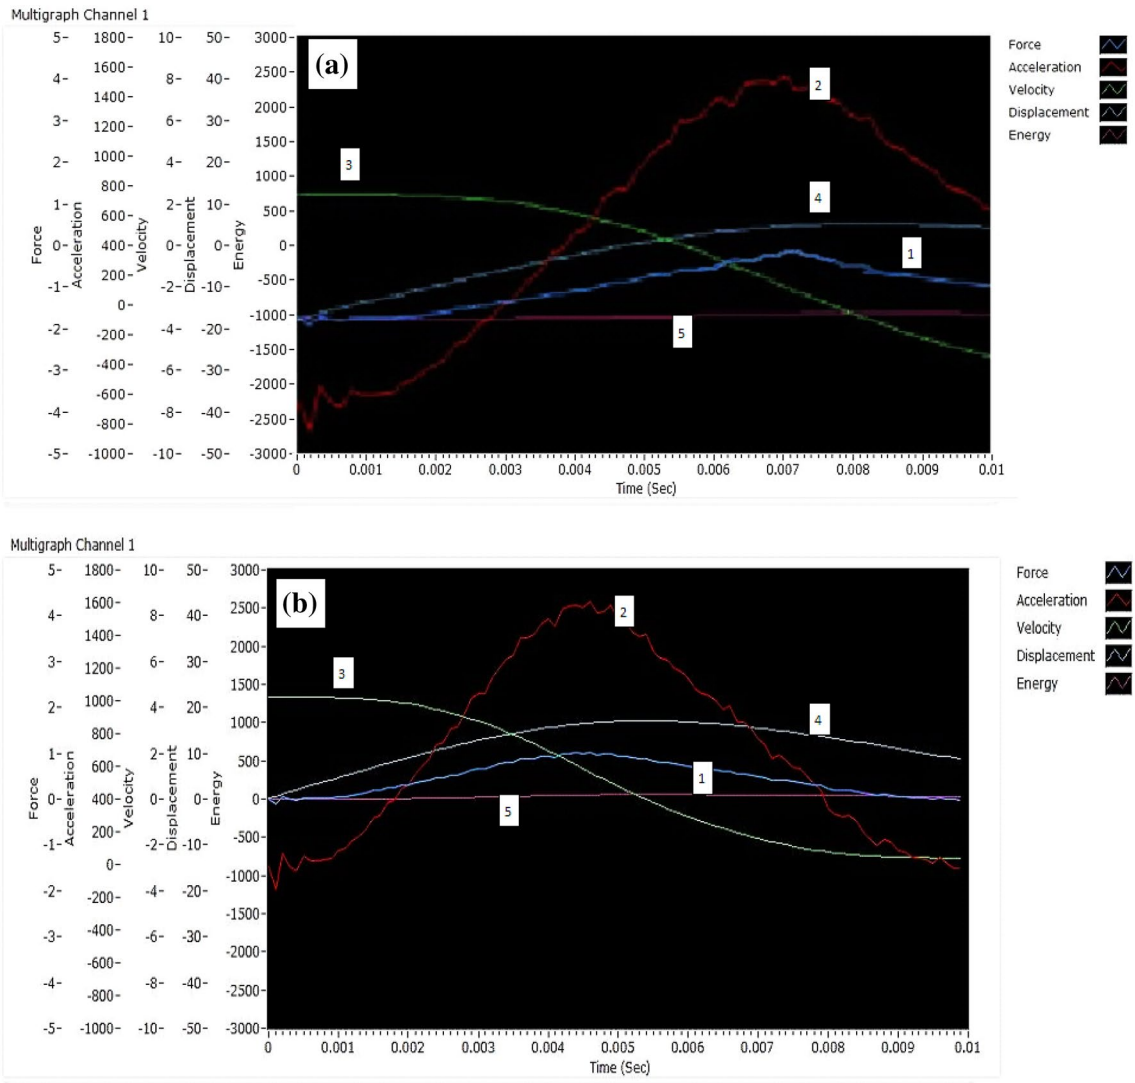 Multigraph Channel 1
5- 1800- 10- 50- 3000-
1600- 2500-
4- 1400- 8- 40-
3- 1200- 6- 30- 2000-
2- 1000- 4- 20- 1500-
800- 1000-
1- 600- 2- 10- 500-
0- 400- 0- 0- 0-
200- -500-
-1- 0- -2- -10- -1000-
-2- -200- -4- -20- -1500-
-3- -400- -6- -30- -2000-
-600-
-4- -800- -8- -40- -2500-
-5- -1000- -10- -50- -3000-
Force
Acceleration
Velocity
Displacement
Energy
(a)
2
3
4
1
5
Force
Acceleration
Velocity
Displacement
Energy
0 0.001 0.002 0.003 0.004 0.005 0.006 0.007 0.008 0.009 0.01
Time (Sec)
Multigraph Channel 1
5- 1800- 10- 50- 3000-
4- 1600- 8- 40- 2500-
1400- 2000-
3- 1200- 6- 30- 1500-
2- 1000- 4- 20- 1000-
800-
1- 600- 2- 10- 500-
0- 400- 0- 0- 0-
200- -500-
-1- 0- -2- -10- -1000-
-2- -200- -4- -20- -1500-
-3- -400- -6- -30- -2000-
-600-
-4- -800- -8- -40- -2500-
-5- -1000- -10- -50- -3000-
Force
Acceleration
Velocity
Displacement
Energy
(b)
2
3
4
1
5
Force
Acceleration
Velocity
Displacement
Energy
0 0.001 0.002 0.003 0.004 0.005 0.006 0.007 0.008 0.009 0.01
Time (Sec)